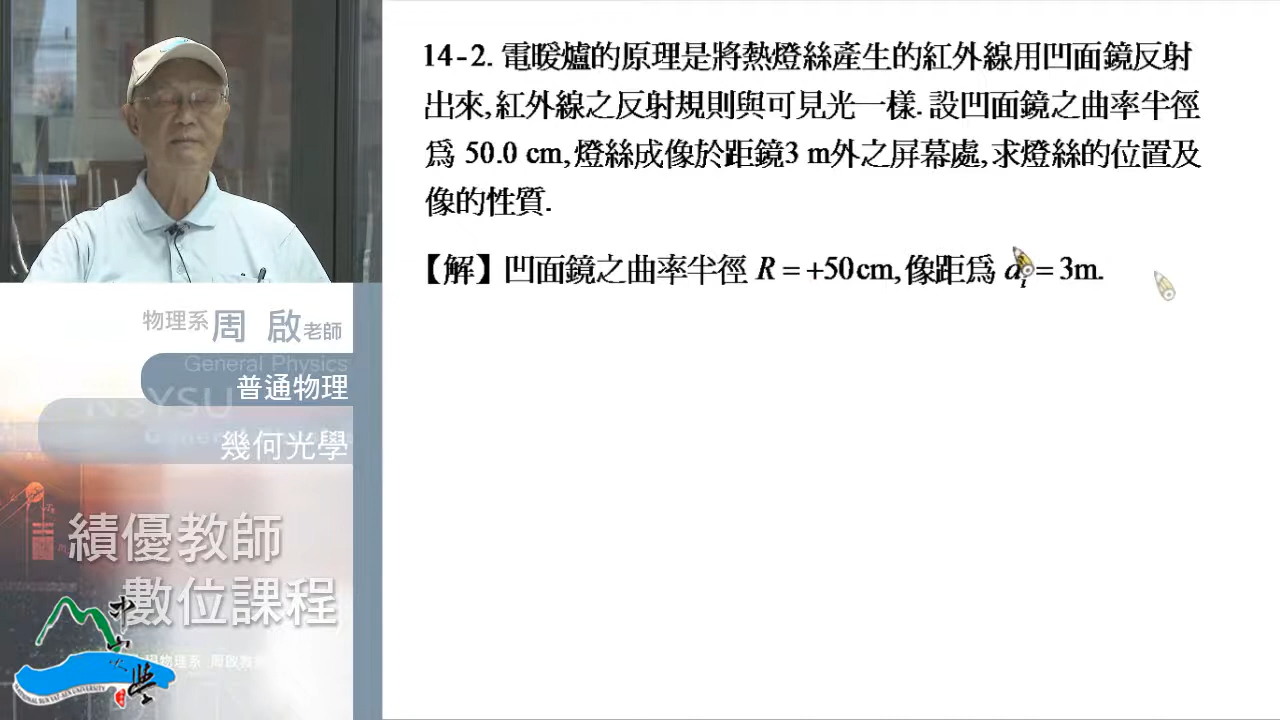 14-2. 電暖爐的原理是將熱燈絲產生的紅外線用凹面鏡反射
出來,紅外線之反射規則與可見光一樣. 設凹面鏡之曲率半徑
為 50.0 cm,燈絲成像於距鏡3 m外之屏幕處,求燈絲的位置及
像的性質.
【解】凹面鏡之曲率半徑 R = +50cm, 像距為 = 3m.
物理系周 啟老師
General Physics
普通物理
NSYSU
幾何光學
績優教師
數位課程
中山大學